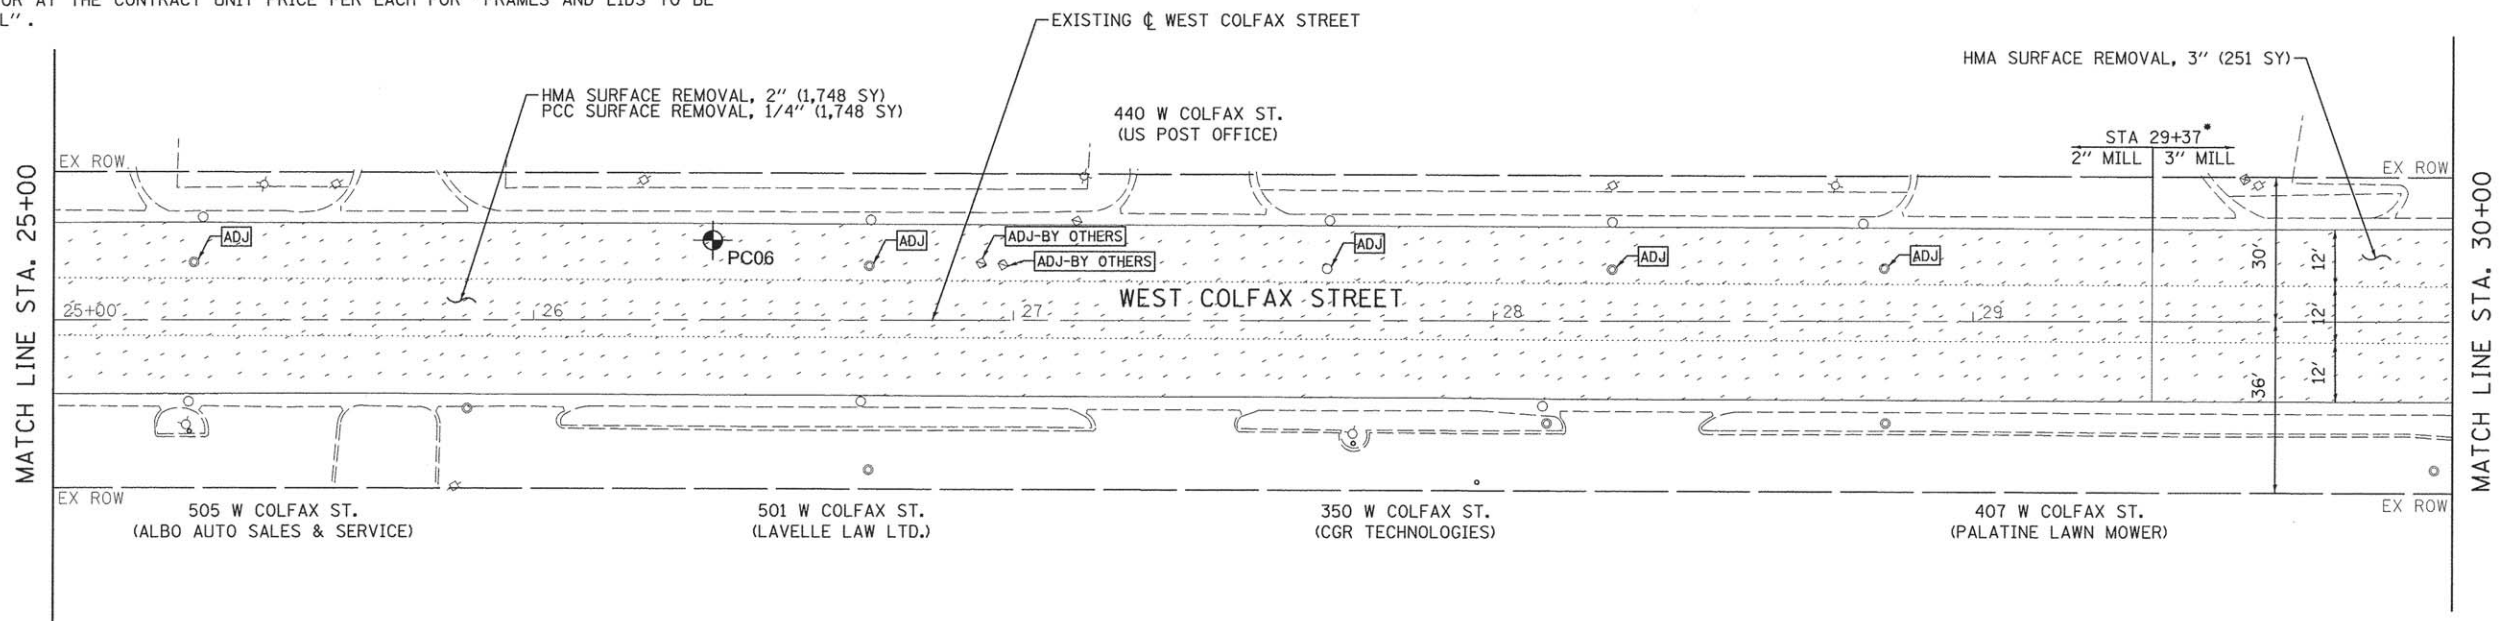 OR AT THE CONTRACT UNIT PRICE PER EACH FOR "FRAMES AND LIDS TO BE
L".
EXISTING ℄ WEST COLFAX STREET
HMA SURFACE REMOVAL, 3" (251 SY)
HMA SURFACE REMOVAL, 2" (1,748 SY)
PCC SURFACE REMOVAL, 1/4" (1,748 SY)
440 W COLFAX ST.
(US POST OFFICE)
STA 29+37*
2" MILL 3" MILL
EX ROW
EX ROW
MATCH LINE STA. 25+00
MATCH LINE STA. 30+00
ADJ
PC06
ADJ
ADJ-BY OTHERS
ADJ-BY OTHERS
ADJ
ADJ
ADJ
30'
12'
WEST COLFAX STREET
25+00
26
27
28
29
12'
36'
12'
EX ROW
EX ROW
505 W COLFAX ST.
(ALBO AUTO SALES & SERVICE)
501 W COLFAX ST.
(LAVELLE LAW LTD.)
350 W COLFAX ST.
(CGR TECHNOLOGIES)
407 W COLFAX ST.
(PALATINE LAWN MOWER)